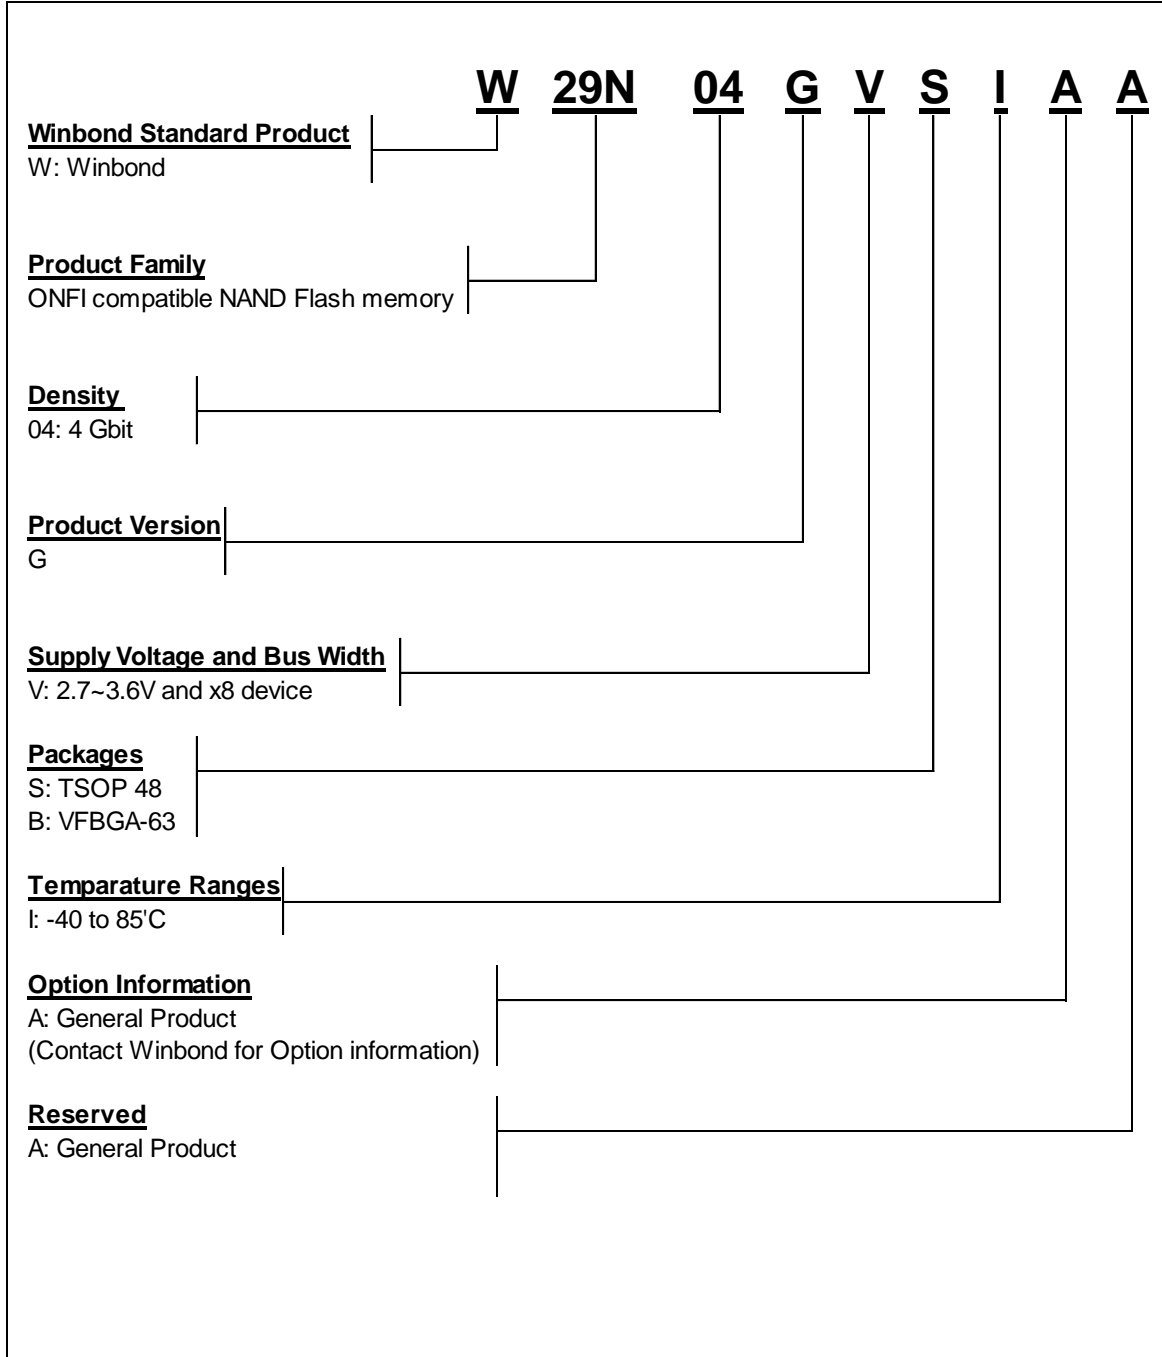 W 29N 04 G V S I A A
Winbond Standard Product
W: Winbond
Product Family
ONFI compatible NAND Flash memory
Density
04: 4 Gbit
Product Version
G
Supply Voltage and Bus Width
V: 2.7~3.6V and x8 device
Packages
S: TSOP 48
B: VFBGA-63
Temparature Ranges
I: -40 to 85'C
Option Information
A: General Product
(Contact Winbond for Option information)
Reserved
A: General Product